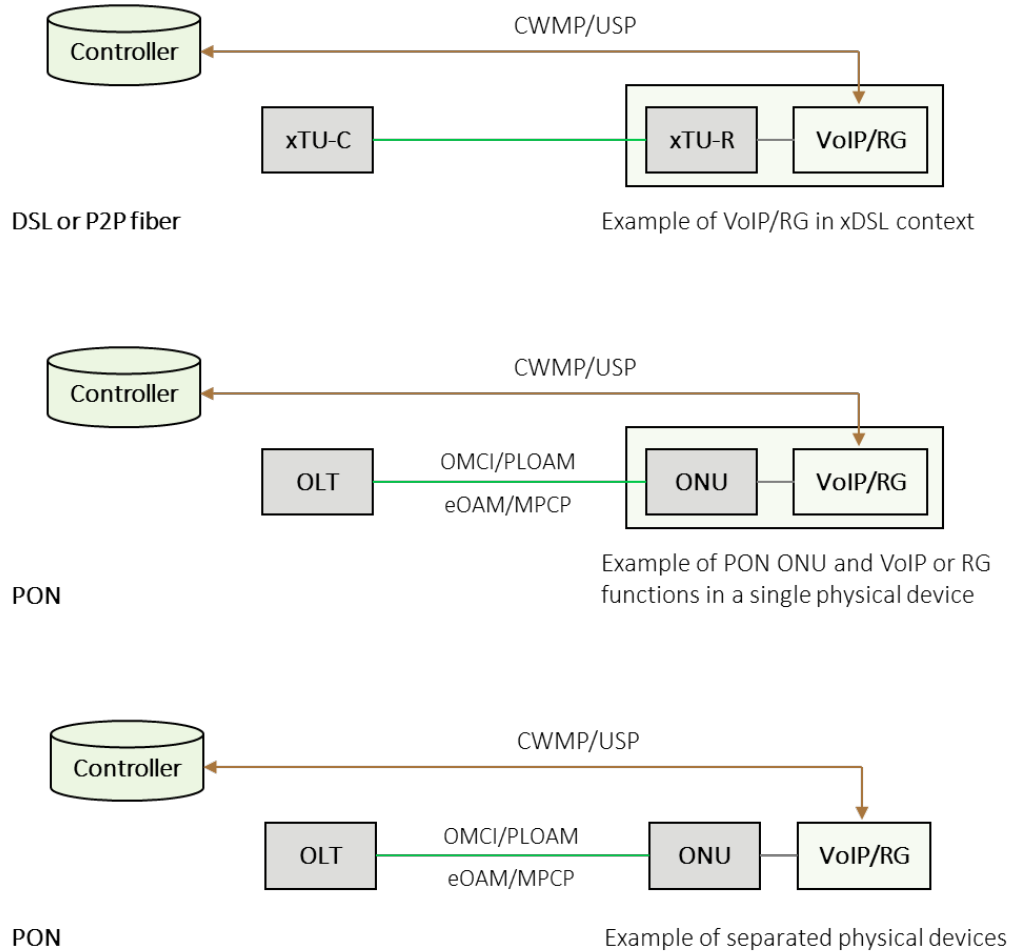 CWMP/USP
Controller
xTU-C
xTU-R
VoIP/RG
DSL or P2P fiber
Example of VoIP/RG in xDSL context
CWMP/USP
Controller
OLT
OMCI/PLOAM
eOAM/MPCP
ONU
VoIP/RG
Example of PON ONU and VoIP or RG
functions in a single physical device
PON
CWMP/USP
Controller
OLT
OMCI/PLOAM
eOAM/MPCP
ONU
VoIP/RG
PON
Example of separated physical devices